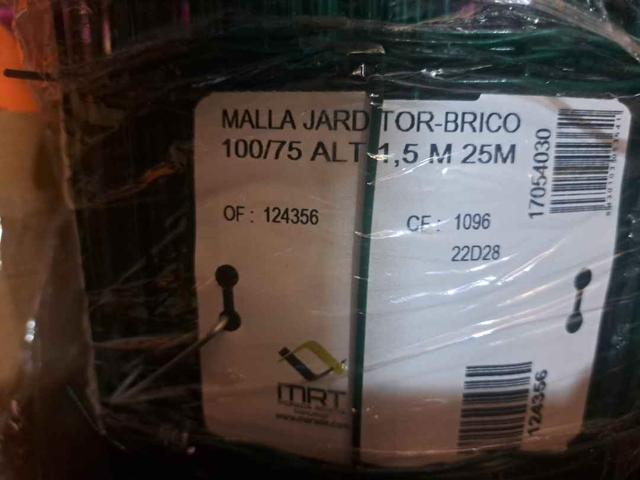 MALLA JARD TOR-BRICO
100/75 ALT 1,5 M 25M
OF : 124356
CF : 1096
22D28
17054030
MRT
124356